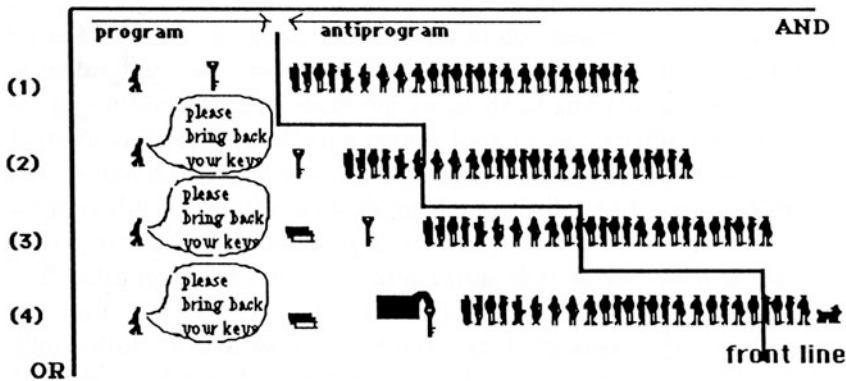 program antiprogram AND
(1)
please
bring back
your keys
(2)
please
bring back
your keys
(3)
please
bring back
your keys
(4)
front line
OR